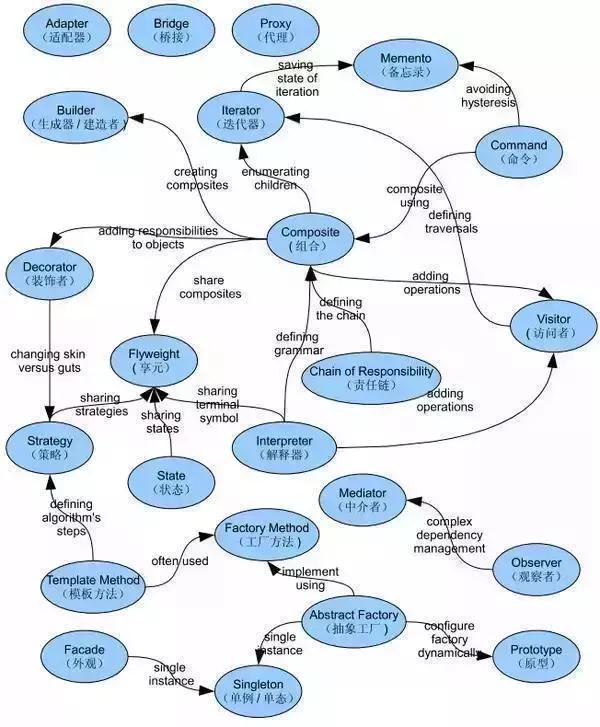 Adapter
（适配器）
Bridge
（桥接）
Proxy
（代理）
saving
state of
iteration
Memento
（备忘录）
avoiding
hysteresis
Builder
（生成器 / 建造者 )
Iterator
（迭代器）
Command
（命令）
creating
composites
enumerating
children
composite
using
defining
traversals
adding responsibilities
to objects
Composite
( 组合）
Decorator
（装饰者）
share
composites
defining
the chain
adding
operations
Visitor
( 访问者）
changing skin
versus guts
Flyweight
( 享元）
defining
grammar
Chain of Responsibility
（责任链）
sharing
strategies
sharing
states
sharing
terminal
symbol
adding
operations
Strategy
（策略）
State
（状态）
Interpreter
（解释器）
defining
algorithm's
steps
Mediator
（中介者）
Factory Method
（工厂方法 )
complex
dependency
management
often used
Observer
（观察者）
Template Method
（模板方法）
implement
using
Abstract Factory
（抽象工厂 )
configure
factory
dynamically
Facade
（外观）
single
instance
single
instance
Singleton
（单例 / 单态）
Prototype
（原型）